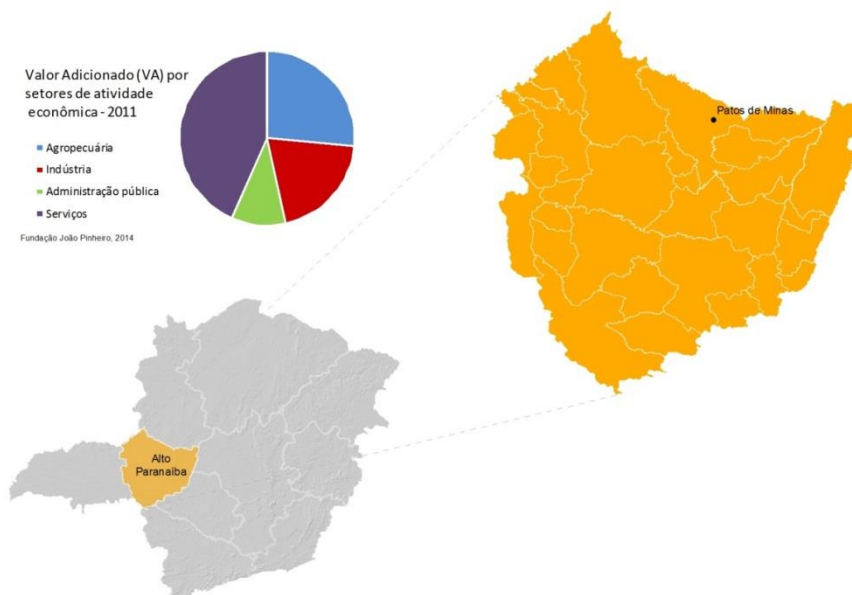 Valor Adicionado (VA) por
setores de atividade
econômica - 2011
Agropecuária
Indústria
Administração pública
Serviços
Fundação João Pinheiro, 2014
Patos de Minas
Alto
Paranaíba